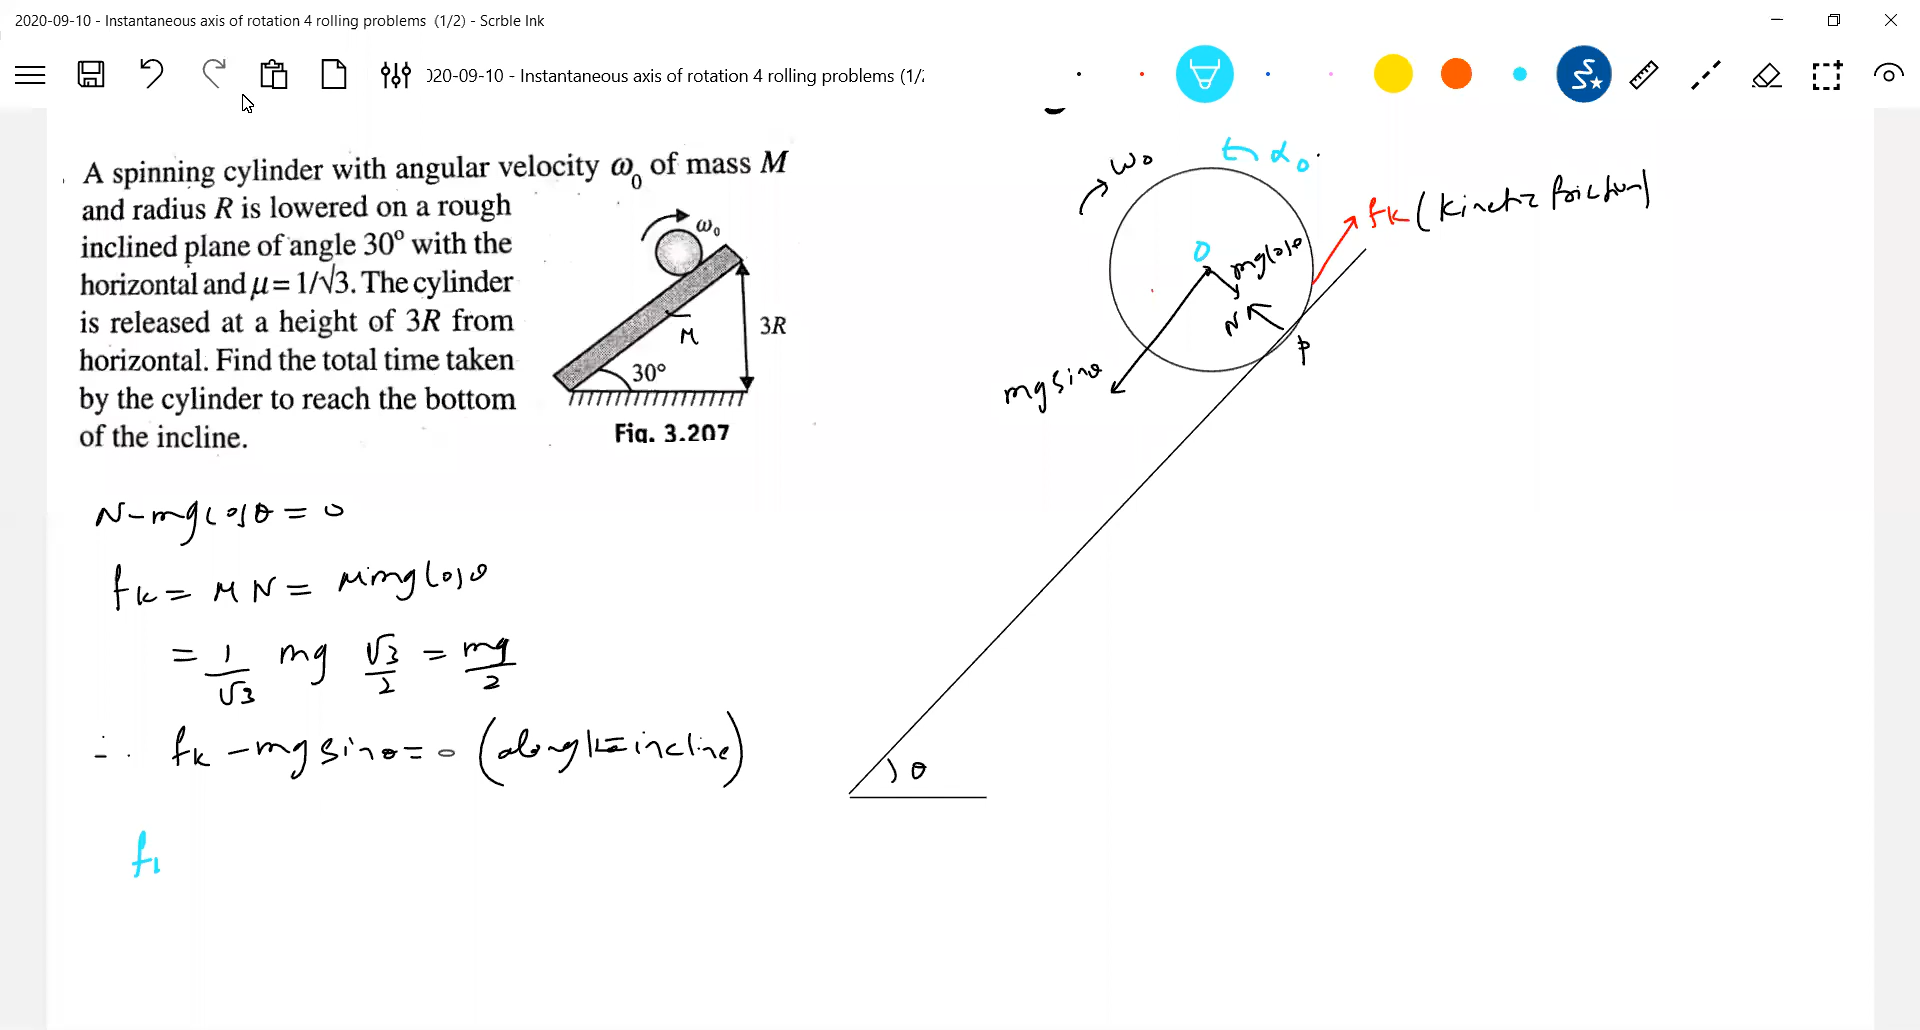 2020-09-10 - Instantaneous axis of rotation 4 rolling problems (1/2) - Scrble Ink
020-09-10 - Instantaneous axis of rotation 4 rolling problems (1/2
A spinning cylinder with angular velocity ω₀ of mass M
and radius R is lowered on a rough
inclined plane of angle 30° with the
horizontal and μ = 1/√3. The cylinder
is released at a height of 3R from
horizontal. Find the total time taken
by the cylinder to reach the bottom
of the incline.
ω₀
3R
M
30°
Fig. 3.207
N - mg cosθ = 0
fk = μN = μmg cosθ
= 1/√3 mg √3/2 = mg/2
∴ fk - mg sinθ = 0 (along the incline)
f
ω₀
α₀
fk (kinetic friction)
O
mg cosθ
N
P
mg sinθ
θ